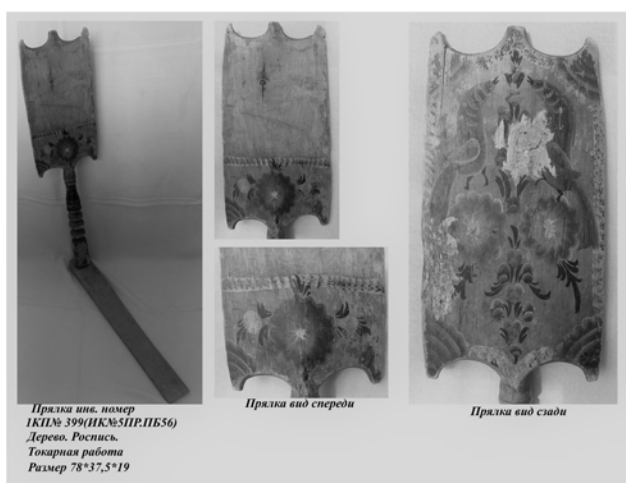 Прялка инв. номер
1КП№ 399(ИК№5ПР.ПБ56)
Дерево. Роспись.
Токарная работа
Размер 78*37,5*19
Прялка вид спереди
Прялка вид сзади